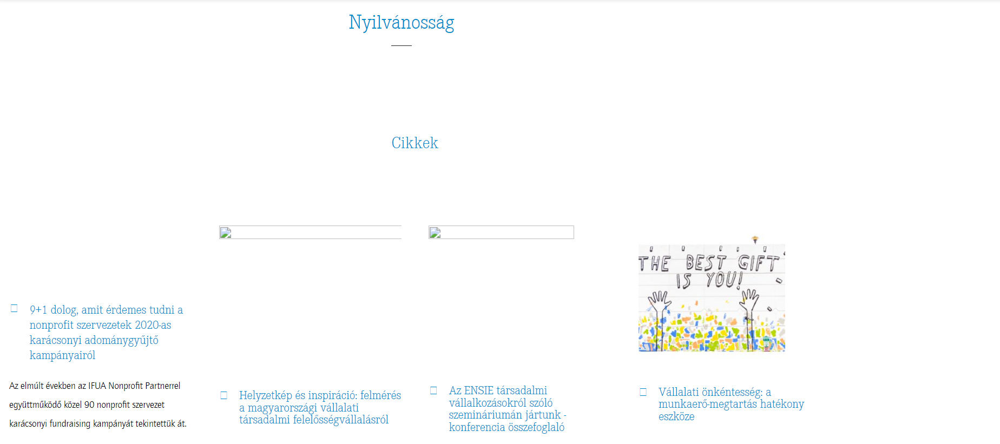 Nyilvánosság
Cikkek
9+1 dolog, amit érdemes tudni a
nonprofit szervezetek 2020-as
karácsonyi adománygyűjtő
kampányairól
Az elmúlt években az IFUA Nonprofit Partnerrel
együttműködő közel 90 nonprofit szervezet
karácsonyi fundraising kampányát tekintettük át.
Helyzetkép és inspiráció: felmérés
a magyarországi vállalati
társadalmi felelősségvállalásról
Az ENSIE társadalmi
vállalkozásokról szóló
szemináriumán jártunk -
konferencia összefoglaló
THE BEST GIFT
IS YOU!
Vállalati önkéntesség: a
munkaerő-megtartás hatékony
eszköze